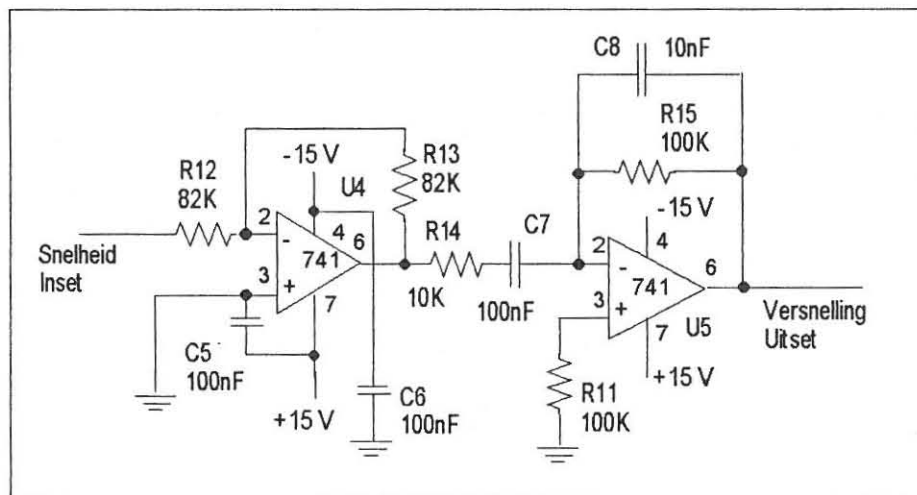 C8 10nF
R15
100K
-15 V
R13
82K
R12
82K
U4
-15 V
2
4
6
-
741
3
+
7
Snelheid
Inset
R14
10K
C7
100nF
2
4
-
741
6
3
+
7
U5
Versnelling
Uitset
C5
100nF
+15 V
C6
100nF
+15 V
R11
100K